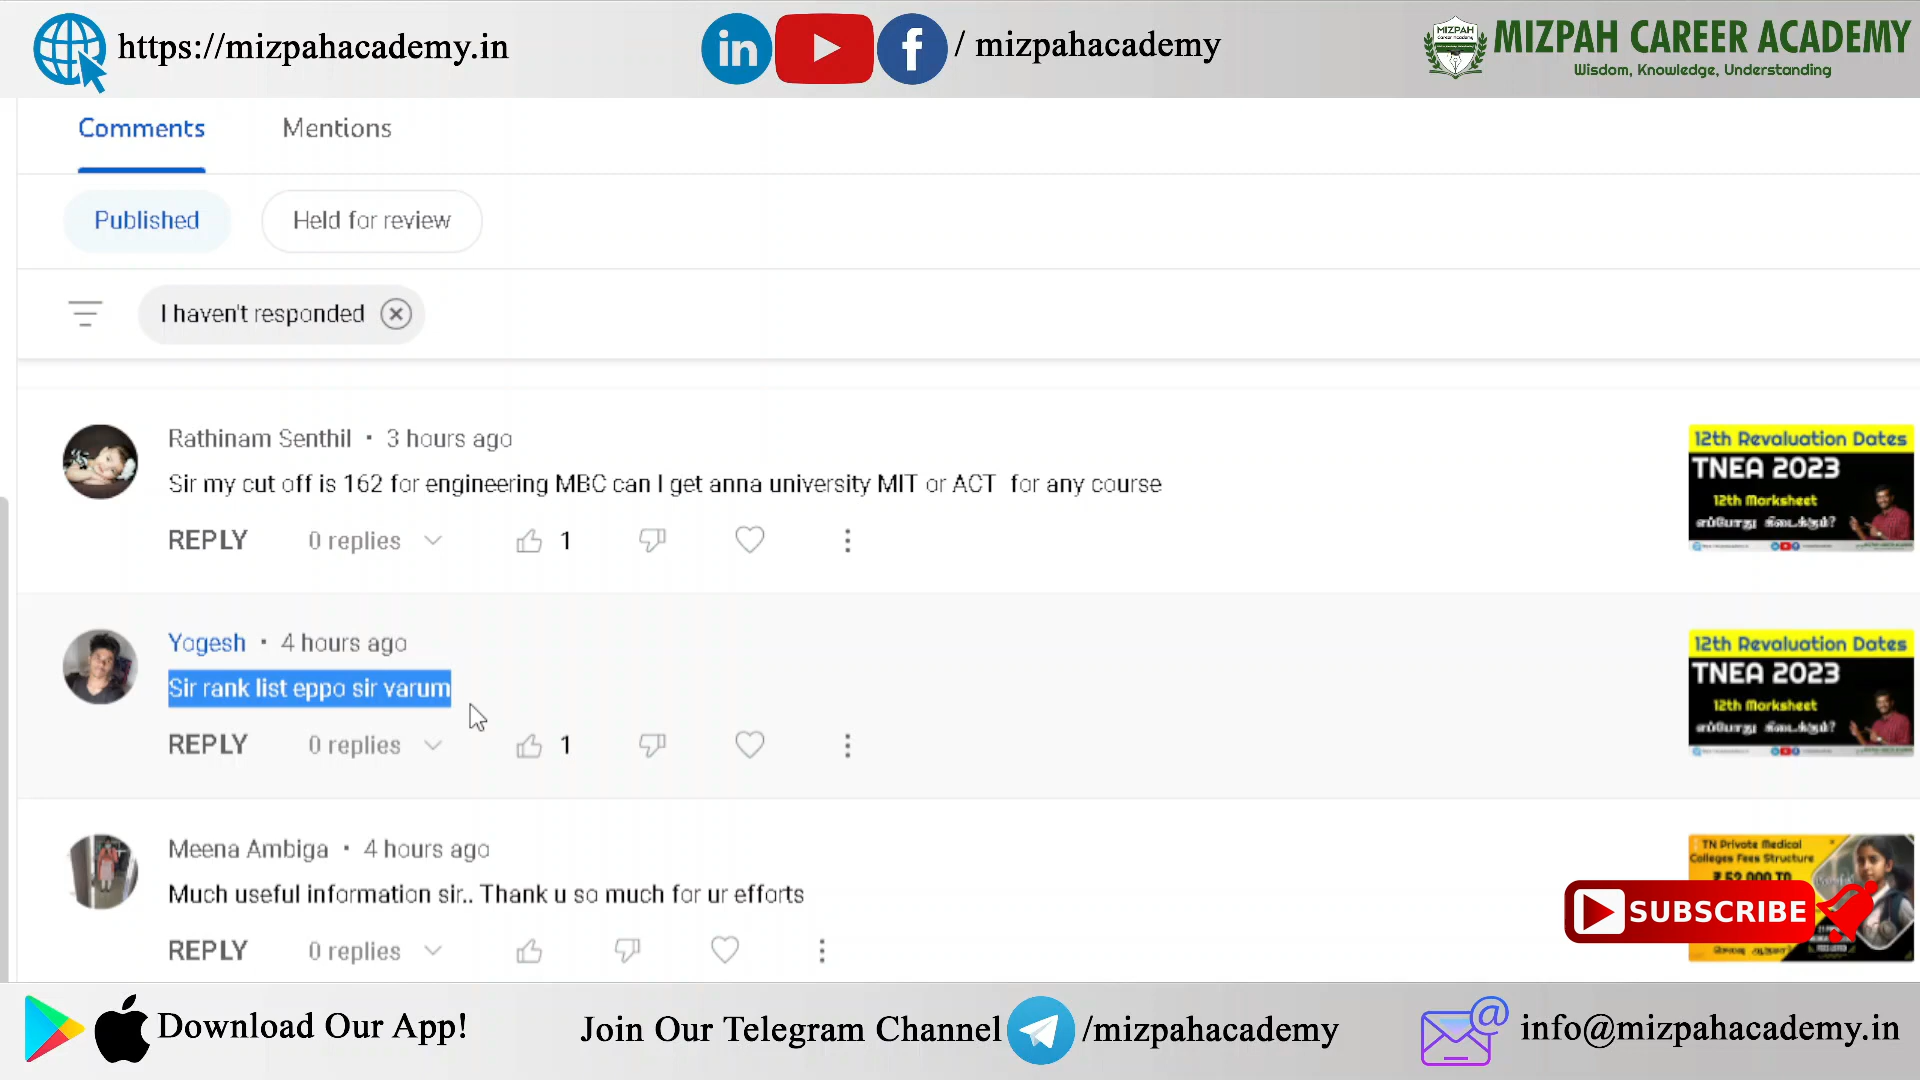 https://mizpahacademy.in
/ mizpahacademy
MIZPAH CAREER ACADEMY
Wisdom, Knowledge, Understanding
Comments
Mentions
Published
Held for review
I haven't responded
Rathinam Senthil • 3 hours ago
Sir my cut off is 162 for engineering MBC can I get anna university MIT or ACT for any course
REPLY
0 replies
1
12th Revaluation Dates
TNEA 2023
12th Marksheet
எப்போது கிடைக்கும்?
Yogesh • 4 hours ago
Sir rank list eppo sir varum
REPLY
0 replies
1
12th Revaluation Dates
TNEA 2023
12th Marksheet
எப்போது கிடைக்கும்?
Meena Ambiga • 4 hours ago
Much useful information sir.. Thank u so much for ur efforts
REPLY
0 replies
TN Private Medical
Colleges Fees Structure
SUBSCRIBE
Download Our App!
Join Our Telegram Channel
/mizpahacademy
info@mizpahacademy.in